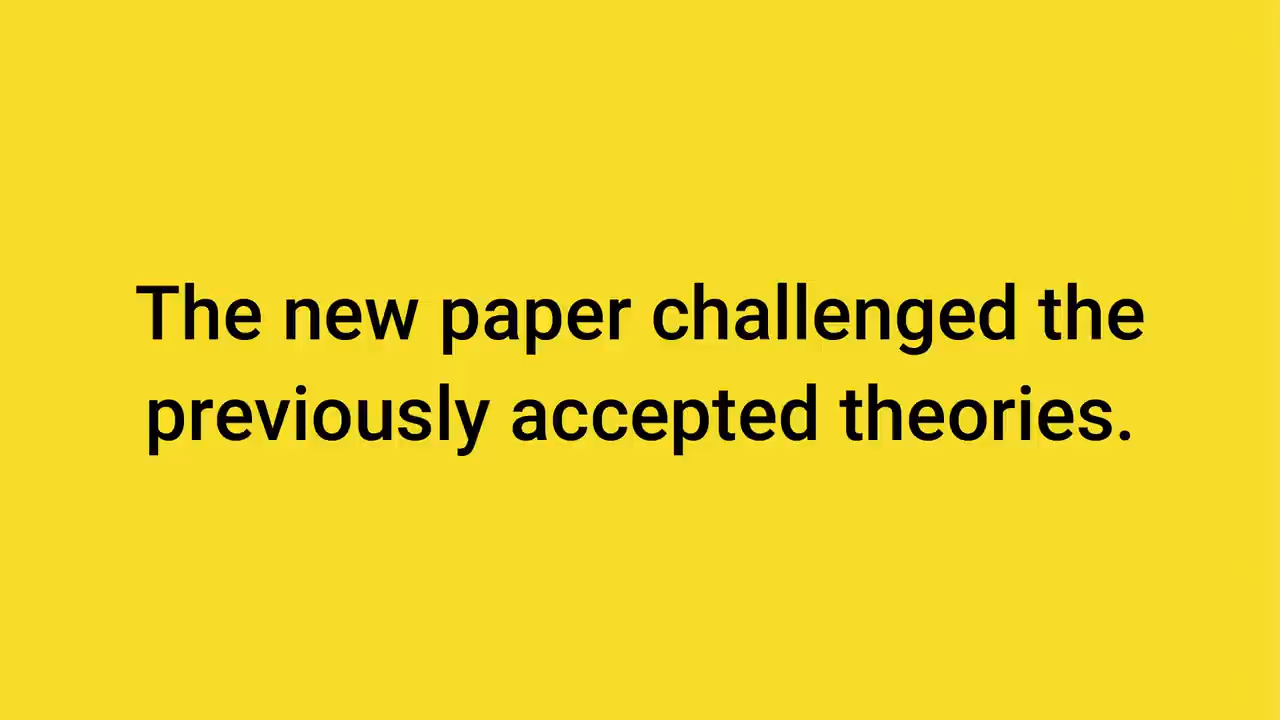 The new paper challenged the
previously accepted theories.